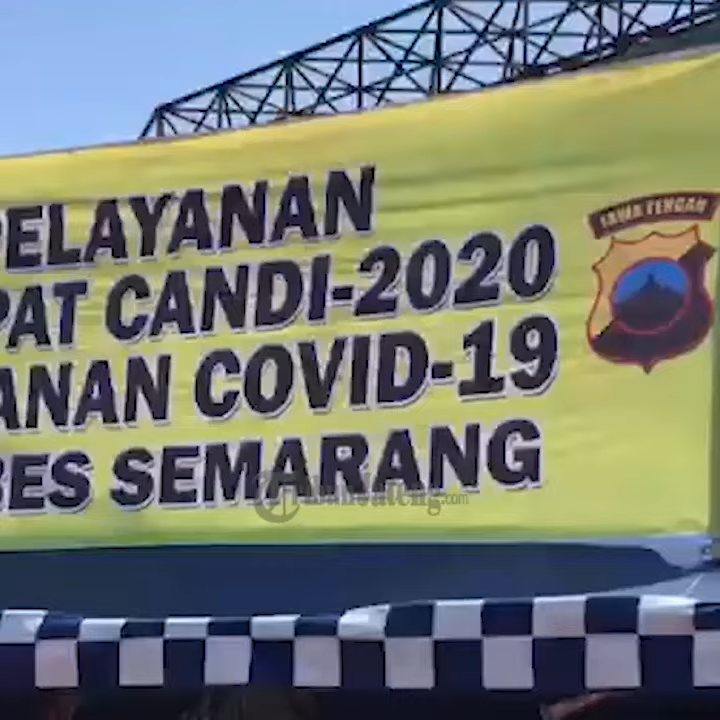 PELAYANAN
PAT CANDI-2020
ANAN COVID-19
BES SEMARANG
JAWA TENGAH